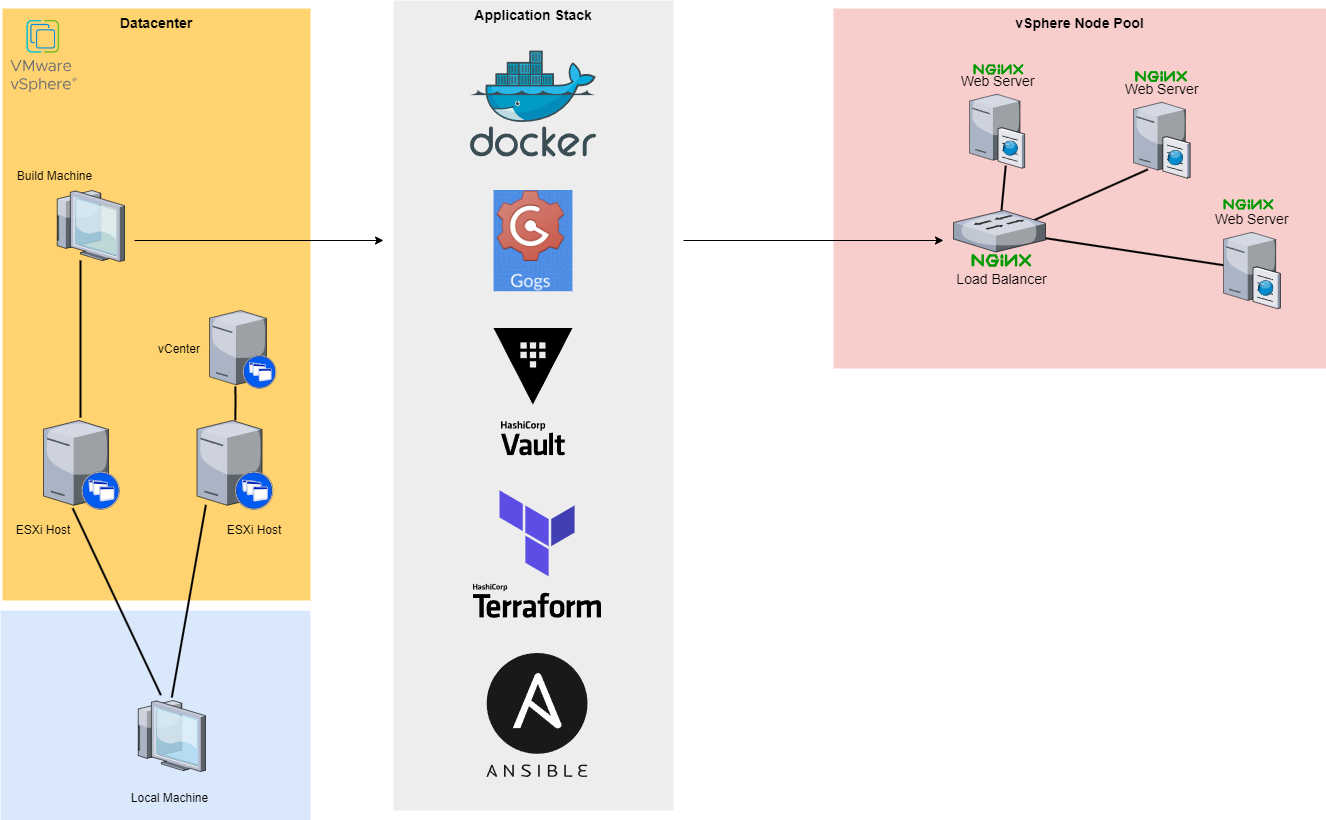 Datacenter
VMware
vSphere®
Build Machine
vCenter
ESXi Host
ESXi Host
Local Machine
Application Stack
docker
Gogs
HashiCorp
Vault
HashiCorp
Terraform
ANSIBLE
vSphere Node Pool
NGINX
Web Server
NGINX
Web Server
NGINX
Web Server
NGINX
Load Balancer